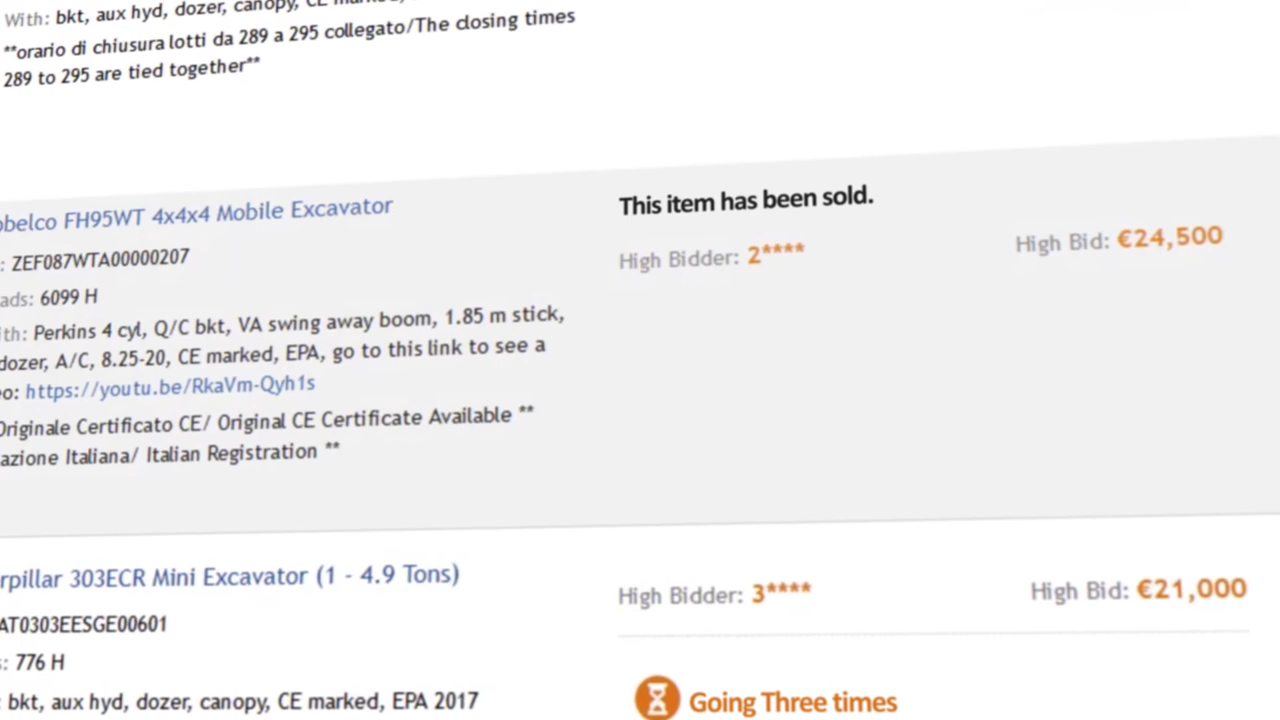 With: bkt, aux hyd, dozer, canopy, CE
**orario di chiusura lotti da 289 a 295 collegato/The closing times
289 to 295 are tied together**
obelco FH95WT 4x4x4 Mobile Excavator
This item has been sold.
: ZEF087WTA00000207
High Bidder: 2****
High Bid: €24,500
ads: 6099 H
ith: Perkins 4 cyl, Q/C bkt, VA swing away boom, 1.85 m stick,
dozer, A/C, 8.25-20, CE marked, EPA, go to this link to see a
eo: https://youtu.be/RkaVm-Qyh1s
Originale Certificato CE/ Original CE Certificate Available **
azione Italiana/ Italian Registration **
rpillar 303ECR Mini Excavator (1 - 4.9 Tons)
High Bidder: 3****
High Bid: €21,000
AT0303EESGE00601
s: 776 H
: bkt, aux hyd, dozer, canopy, CE marked, EPA 2017
Going Three times